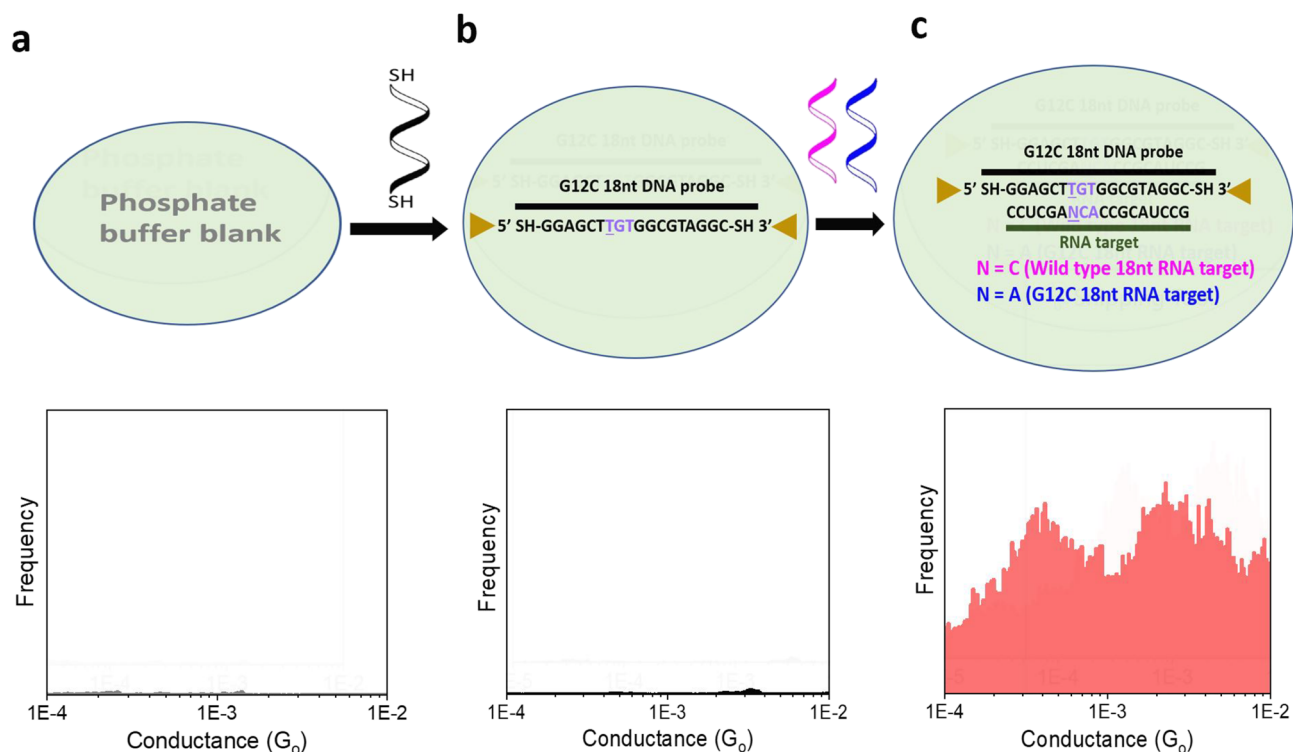 a
Phosphate
buffer blank
SH
SH
b
G12C 18nt DNA probe
5' SH-GGAGCTTGTGGCGTAGGC-SH 3'
c
G12C 18nt DNA probe
5' SH-GGAGCTTGTGGCGTAGGC-SH 3'
CCUCGANCACCGCAUCCG
RNA target
N = C (Wild type 18nt RNA target)
N = A (G12C 18nt RNA target)
Frequency
1E-4
1E-3
1E-2
Conductance (Go)
Frequency
1E-4
1E-3
1E-2
Conductance (Go)
Frequency
1E-4
1E-3
1E-2
Conductance (Go)